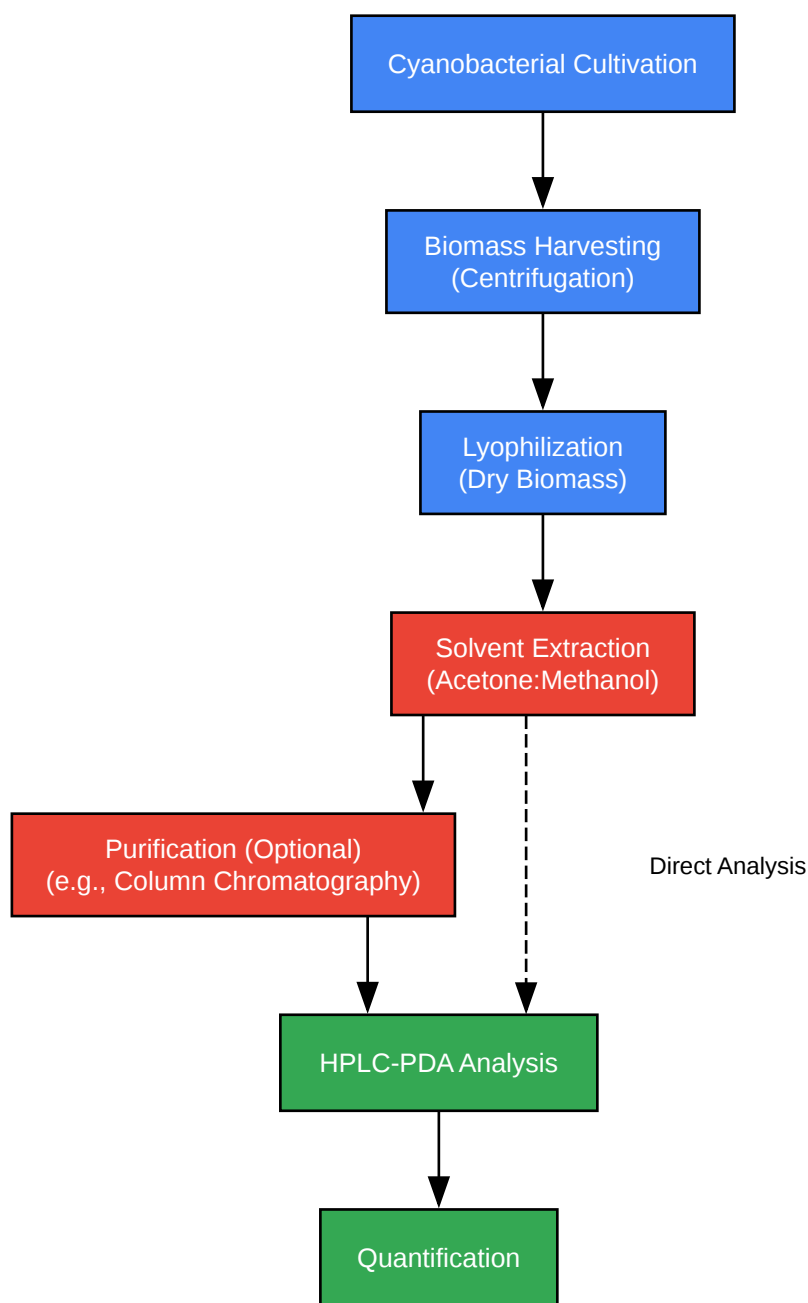 Cyanobacterial Cultivation
Biomass Harvesting
(Centrifugation)
Lyophilization
(Dry Biomass)
Solvent Extraction
(Acetone:Methanol)
Purification (Optional)
(e.g., Column Chromatography)
Direct Analysis
HPLC-PDA Analysis
Quantification